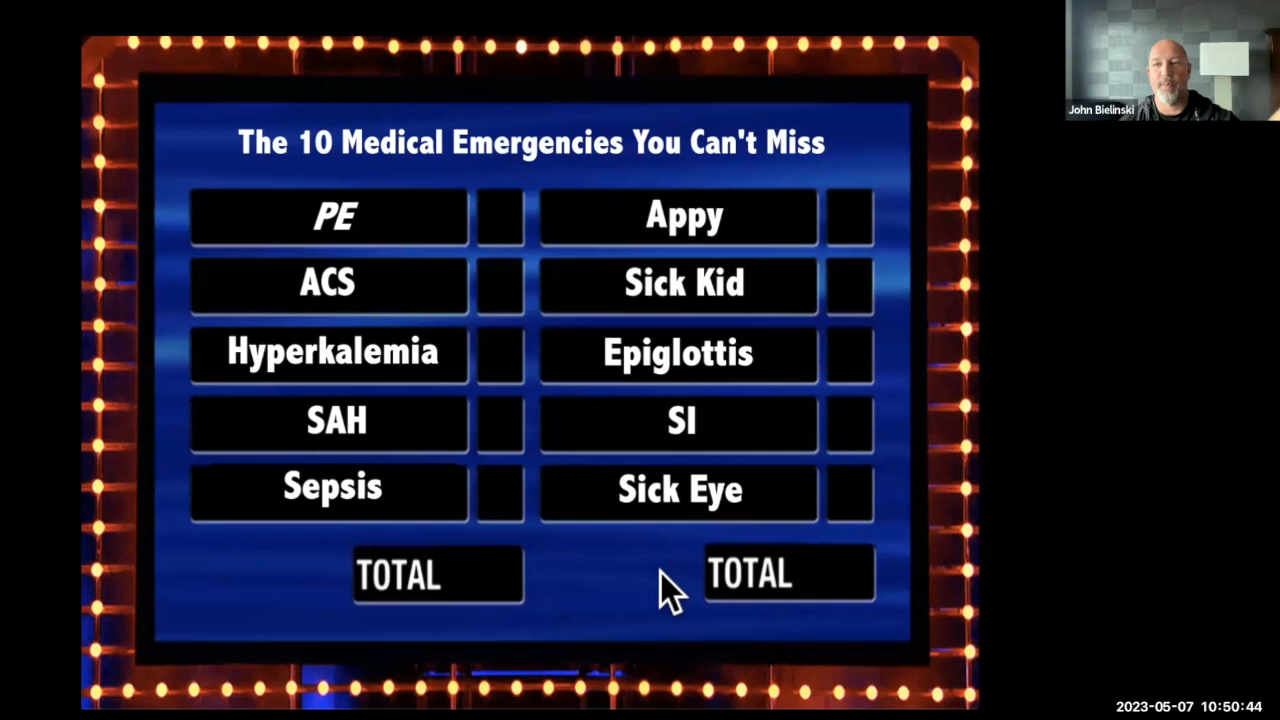 The 10 Medical Emergencies You Can't Miss
PE
ACS
Hyperkalemia
SAH
Sepsis
TOTAL
Appy
Sick Kid
Epiglottis
SI
Sick Eye
TOTAL
John Bielinski
2023-05-07 10:50:44